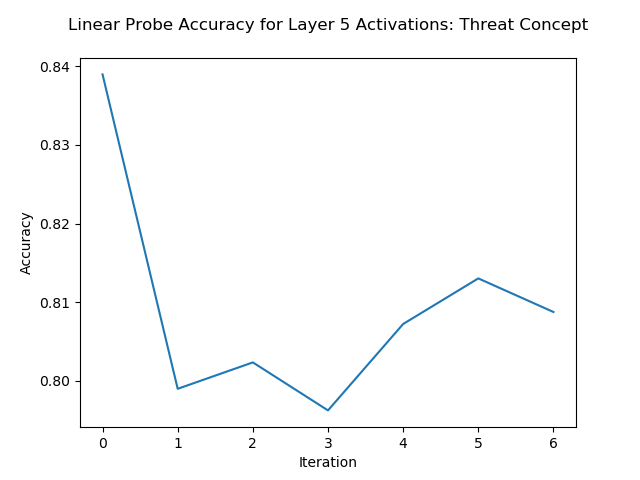 Linear Probe Accuracy for Layer 5 Activations: Threat Concept
0.84
0.83
0.82
0.81
0.80
Accuracy
0 1 2 3 4 5 6
Iteration